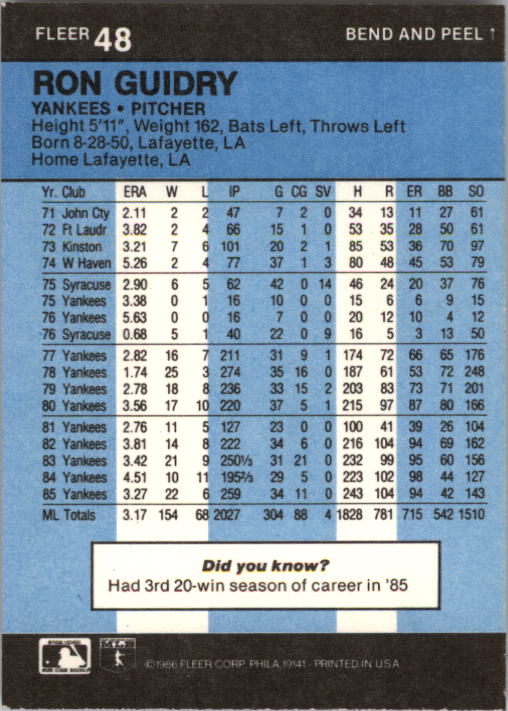 FLEER 48 BEND AND PEEL ↑
RON GUIDRY
YANKEES • PITCHER
Height 5'11", Weight 162, Bats Left, Throws Left
Born 8-28-50, Lafayette, LA
Home Lafayette, LA
Yr. Club ERA W L IP G CG SV H R ER BB SO
71 John Cty 2.11 2 2 47 7 2 0 34 13 11 27 61
72 Ft Laudr 3.82 2 4 66 15 1 0 53 35 28 50 61
73 Kinston 3.21 7 6 101 20 2 1 85 53 36 70 97
74 W Haven 5.26 2 4 77 37 1 3 80 48 45 53 79
75 Syracuse 2.90 6 5 62 42 0 14 46 24 20 37 76
75 Yankees 3.38 0 1 16 10 0 0 15 6 6 9 15
76 Yankees 5.63 0 0 16 7 0 0 20 12 10 4 12
76 Syracuse 0.68 5 1 40 22 0 9 16 5 3 13 50
77 Yankees 2.82 16 7 211 31 9 1 174 72 66 65 176
78 Yankees 1.74 25 3 274 35 16 0 187 61 53 72 248
79 Yankees 2.78 18 8 236 33 15 2 203 83 73 71 201
80 Yankees 3.56 17 10 220 37 5 1 215 97 87 80 166
81 Yankees 2.76 11 5 127 23 0 0 100 41 39 26 104
82 Yankees 3.81 14 8 222 34 6 0 216 104 94 69 162
83 Yankees 3.42 21 9 250⅓ 31 21 0 232 99 95 60 156
84 Yankees 4.51 10 11 195⅔ 29 5 0 223 102 98 44 127
85 Yankees 3.27 22 6 259 34 11 0 243 104 94 42 143
ML Totals 3.17 154 68 2027 304 88 4 1828 781 715 542 1510
Did you know?
Had 3rd 20-win season of career in '85
©1986 FLEER CORP. PHILA. 19141 - PRINTED IN U.S.A.